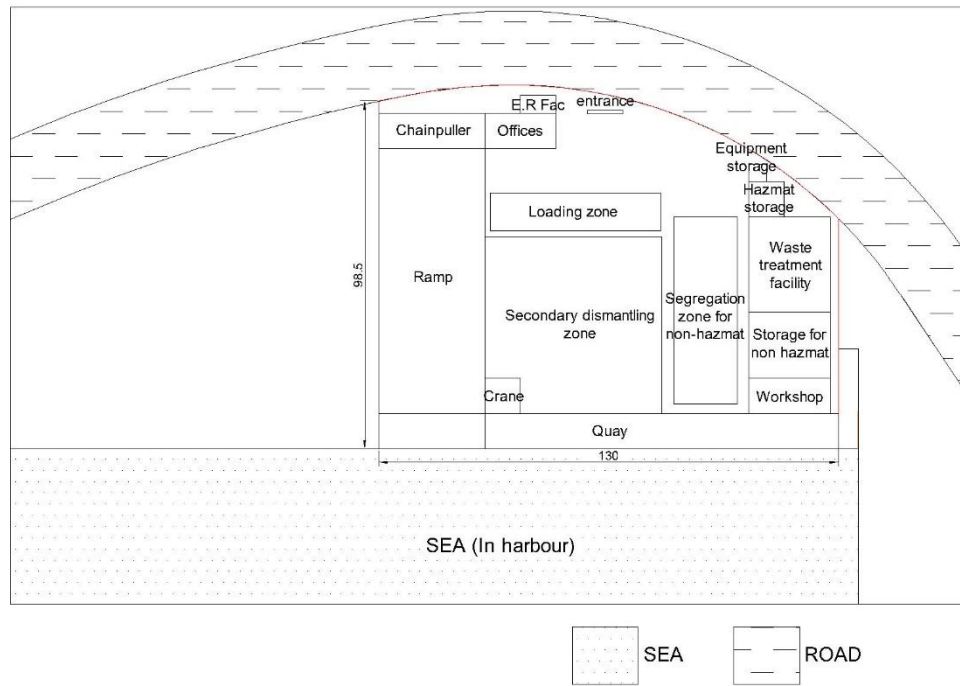 E.R Fac
entrance
Chainpuller
Offices
Equipment
storage
Hazmat
storage
Loading zone
Waste
treatment
facility
98.5
Ramp
Secondary dismantling
zone
Segregation
zone for
non-hazmat
Storage for
non hazmat
Crane
Workshop
Quay
130
SEA (In harbour)
SEA
ROAD